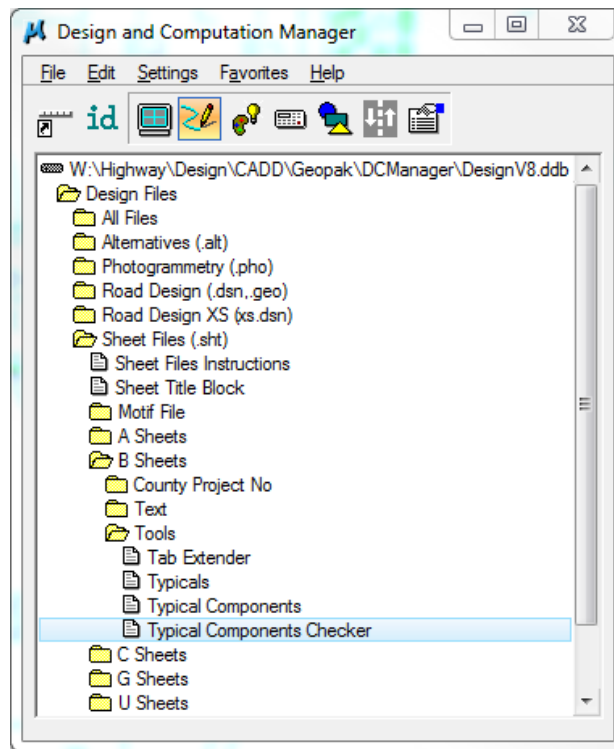 Design and Computation Manager
File Edit Settings Favorites Help
id
W:\Highway\Design\CADD\Geopak\DCManager\DesignV8.ddb
Design Files
All Files
Alternatives (.alt)
Photogrammetry (.pho)
Road Design (.dsn,.geo)
Road Design XS (xs.dsn)
Sheet Files (.sht)
Sheet Files Instructions
Sheet Title Block
Motif File
A Sheets
B Sheets
County Project No
Text
Tools
Tab Extender
Typicals
Typical Components
Typical Components Checker
C Sheets
G Sheets
U Sheets